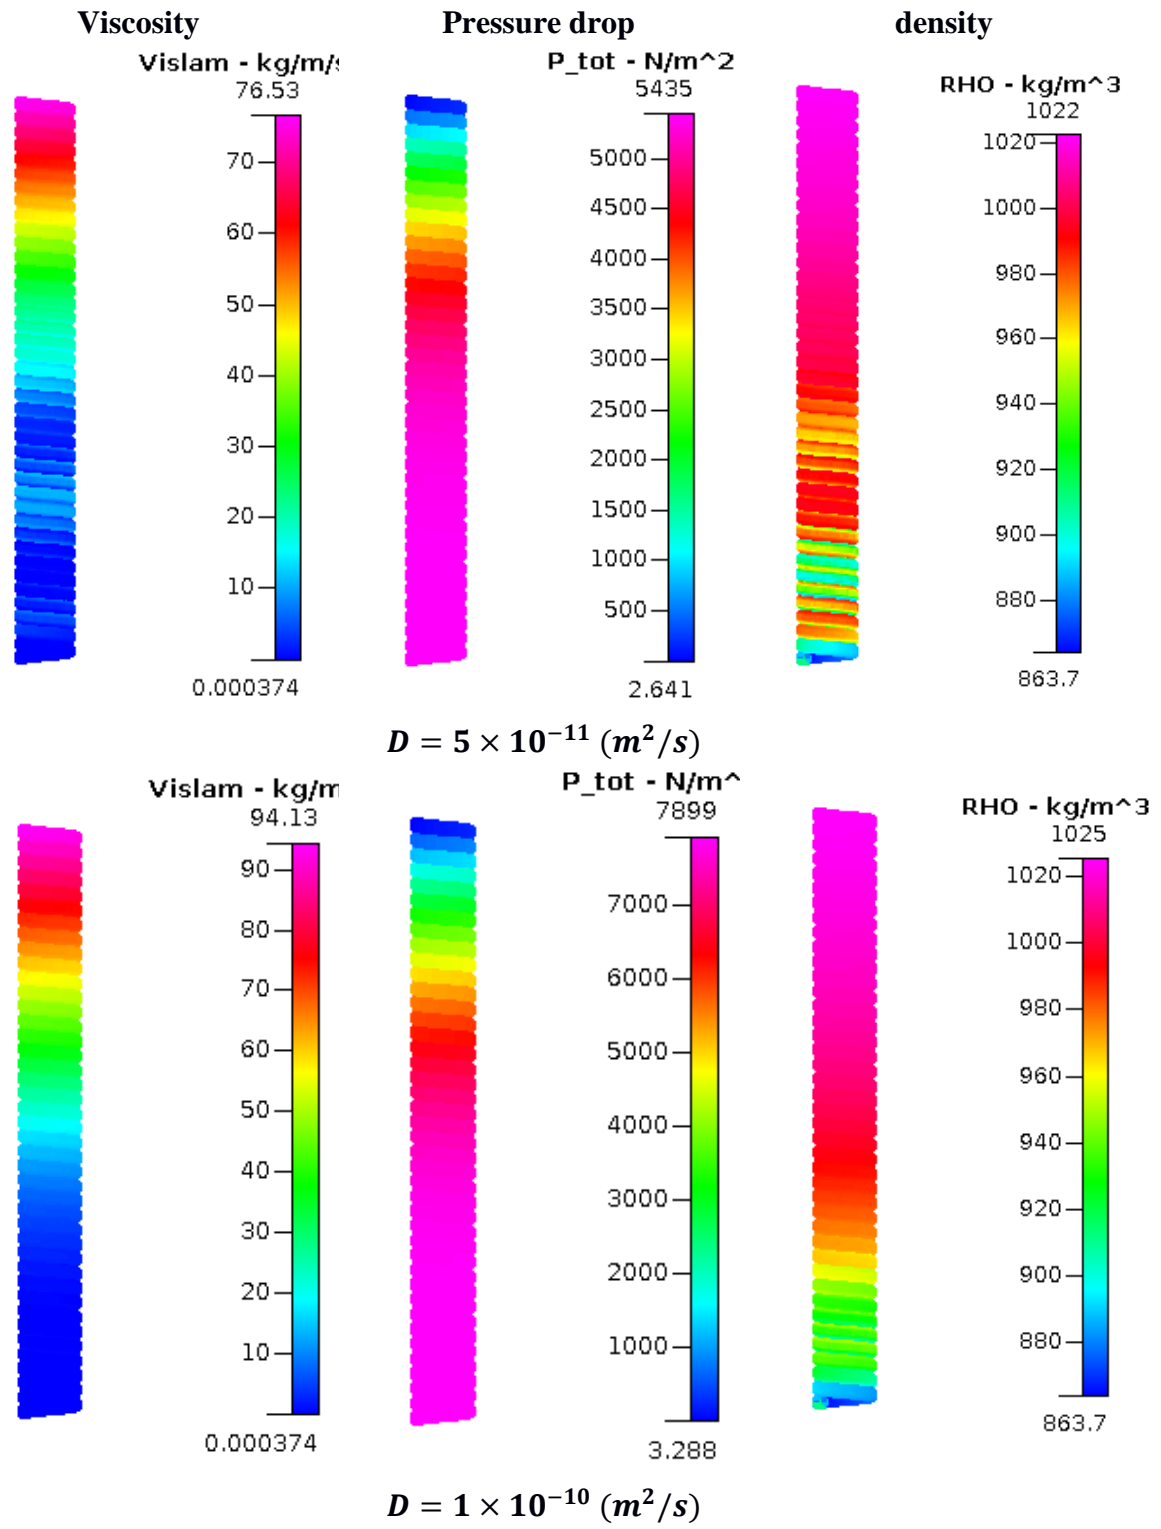 Viscosity Pressure drop density
Vislam - kg/m/s P_tot - N/m^2 RHO - kg/m^3
76.53 5435 1022
70 5000 1020
60 4500 1000
50 4000 980
40 3500 960
30 3000 940
20 2500 920
10 2000 900
0.000374 1500 880
1000 863.7
500
2.641
D = 5 × 10⁻¹¹ (m²/s)
Vislam - kg/m P_tot - N/m^ RHO - kg/m^3
94.13 7899 1025
90 7000 1020
80 6000 1000
70 5000 980
60 4000 960
50 3000 940
40 2000 920
30 1000 900
20 3.288 880
10 863.7
0.000374
D = 1 × 10⁻¹⁰ (m²/s)